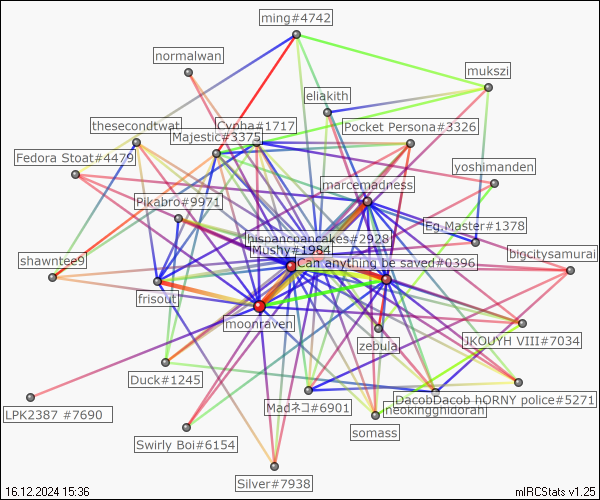 ming#4742
normalwan
mukszi
eliakith
thesecondtwat
Cynha#1717
Pocket Persona#3326
Majestic#3375
Fedora Stoat#4479
yoshimanden
marcemadness
Pikabro#9971
Eg.Master#1378
hispancpancakes#2928
Mushy#1984
bigcitysamurai
shawntee9
Can anything be saved#0396
frisout
moonraven
JKOUYH VIII#7034
zebula
Duck#1245
DacobDacob hORNY police#5271
Madネコ#6901
neokingghidorah
LPK2387 #7690
somass
Swirly Boi#6154
Silver#7938
16.12.2024 15:36
mIRCStats v1.25